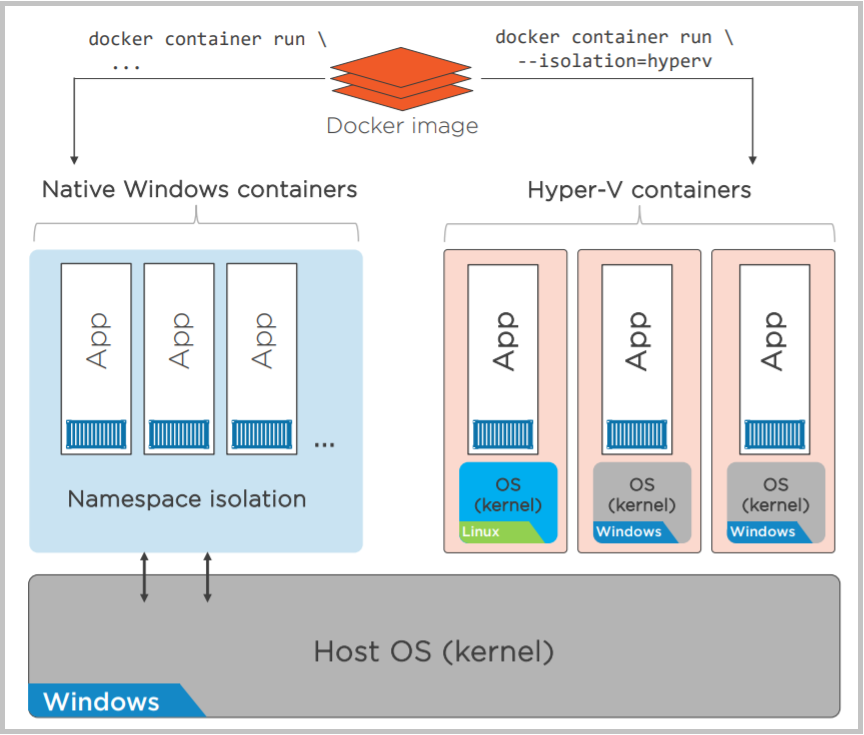 docker container run \
...
docker container run \
--isolation=hyperv
Docker image
Native Windows containers
Hyper-V containers
App
App
App
...
Namespace isolation
App
App
App
OS
(kernel)
Linux
OS
(kernel)
Windows
OS
(kernel)
Windows
Host OS (kernel)
Windows